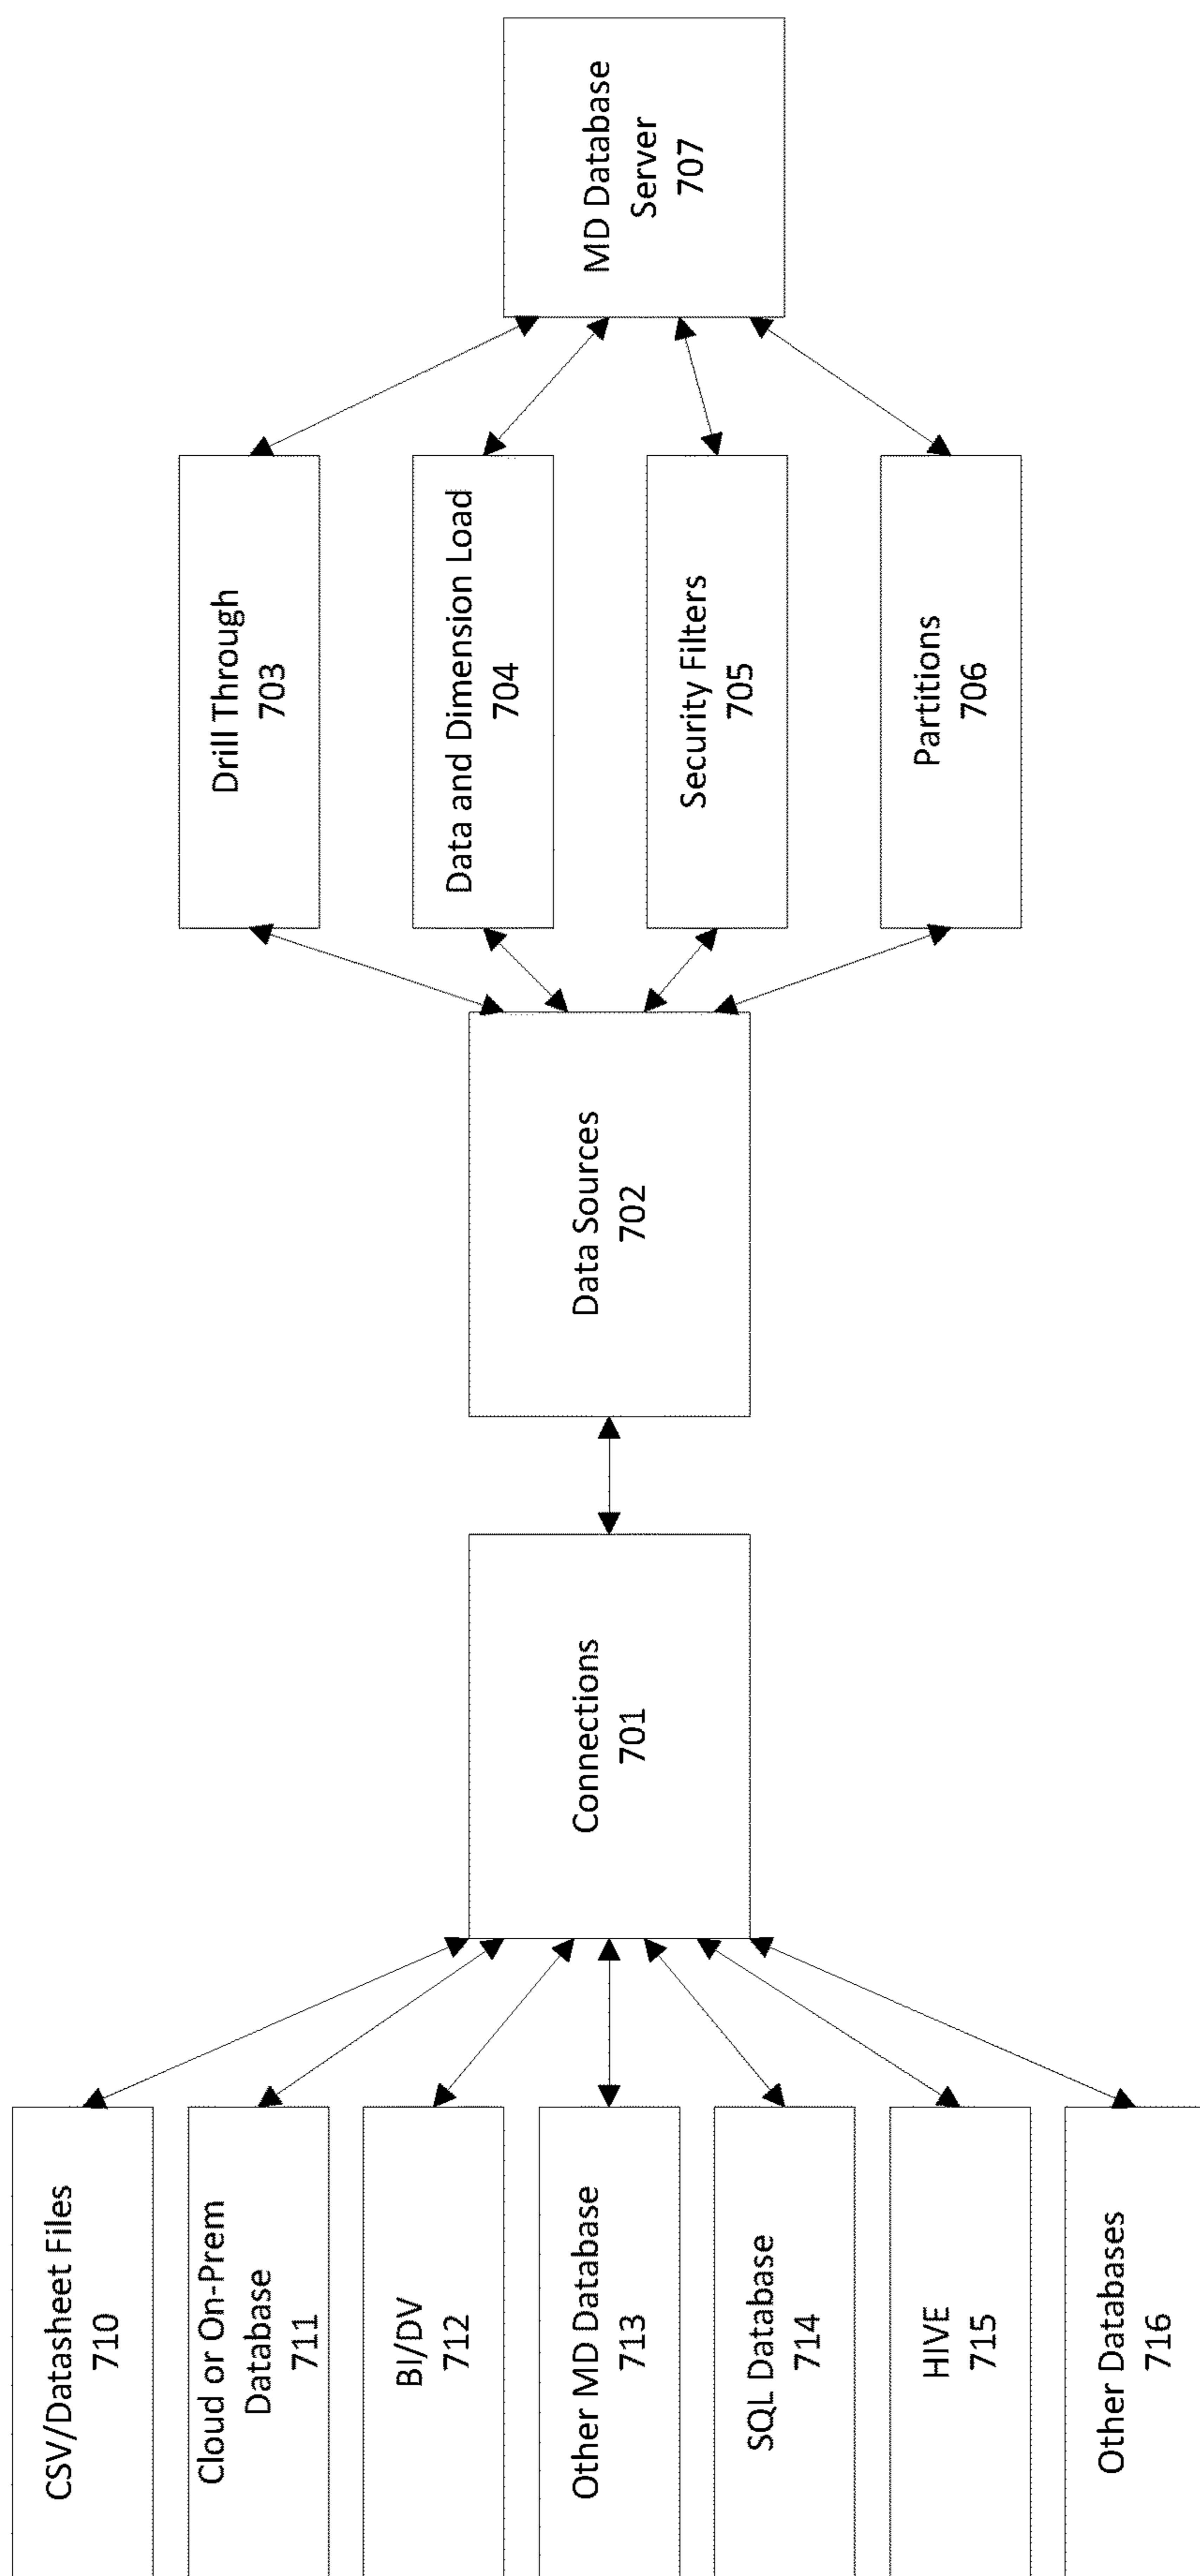 CSV/Datasheet Files
710
Cloud or On-Prem
Database
711
BI/DV
712
Other MD Database
713
SQL Database
714
HIVE
715
Other Databases
716
Connections
701
Data Sources
702
Drill Through
703
Data and Dimension Load
704
Security Filters
705
Partitions
706
MD Database
Server
707